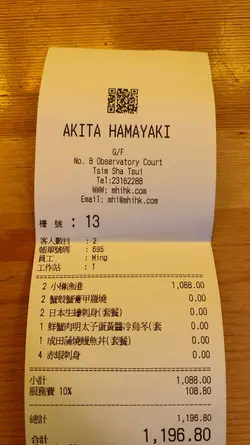 AKITA HAMAYAKI
G/F
No. 8 Observatory Court
Tsim Sha Tsui
Tel:23162288
WWW: mhihk.com
Email: mhi@mhihk.com
檯 號 : 13
客人數目 : 2
帳單號碼 : 695
員工 : Ming
工作站 : 1
2 小樽漁港 1,088.00
2 蟹殼蟹膏甲羅燒 0.00
2 日本生蠔刺身(套餐) 0.00
1 鮮蟹肉明太子蛋黃醬冷烏冬(套 0.00
1 成田蒲燒鰻魚丼(套餐) 0.00
4 赤蝦刺身 0.00
小計 1,088.00
服務費 10% 108.80
總計 1,196.80
合計 1,196.80